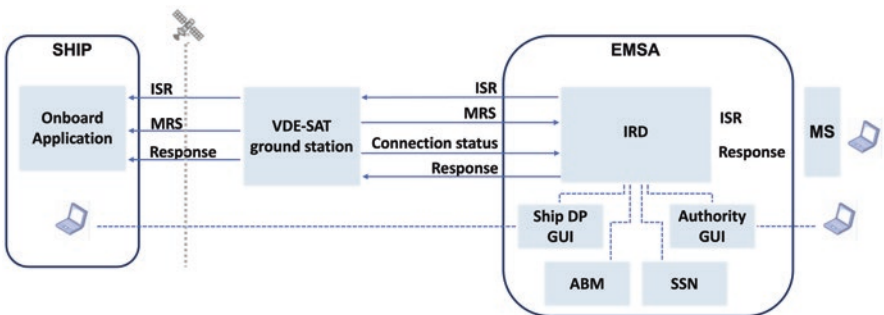 SHIP
EMSA
Onboard
Application
ISR
MRS
Response
VDE-SAT
ground station
ISR
MRS
Connection status
Response
IRD
ISR
Response
MS
Ship DP
GUI
Authority
GUI
ABM
SSN